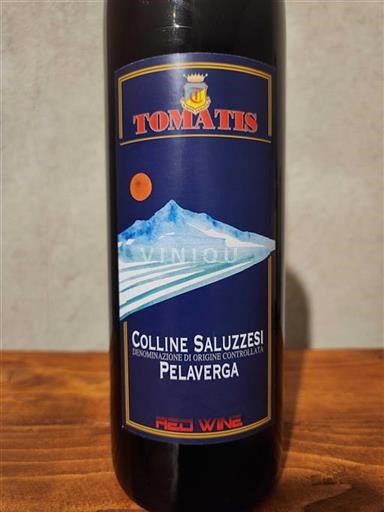 TOMATIS
VINIOU
COLLINE SALUZZESI
DENOMINAZIONE DI ORIGINE CONTROLLATA
PELAVERGA
RED WINE